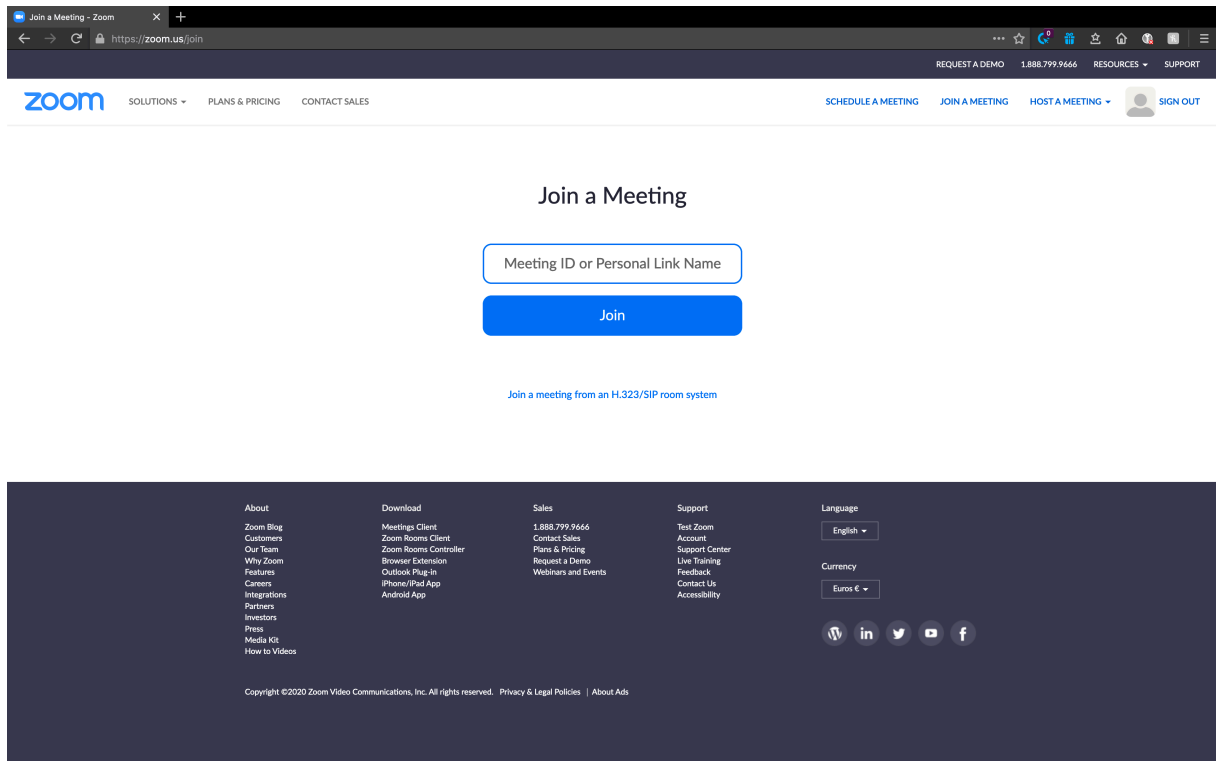 Join a Meeting - Zoom
https://zoom.us/join
0
REQUEST A DEMO 1.888.799.9666 RESOURCES SUPPORT
zoom SOLUTIONS PLANS & PRICING CONTACT SALES SCHEDULE A MEETING JOIN A MEETING HOST A MEETING SIGN OUT
Join a Meeting
Meeting ID or Personal Link Name
Join
Join a meeting from an H.323/SIP room system
About
Zoom Blog
Customers
Our Team
Why Zoom
Features
Careers
Integrations
Partners
Investors
Press
Media Kit
How to Videos
Download
Meetings Client
Zoom Rooms Client
Zoom Rooms Controller
Browser Extension
Outlook Plug-in
iPhone/iPad App
Android App
Sales
1.888.799.9666
Contact Sales
Plans & Pricing
Request a Demo
Webinars and Events
Support
Test Zoom
Account
Support Center
Live Training
Feedback
Contact Us
Accessibility
Language
English
Currency
Euros €
in
f
Copyright ©2020 Zoom Video Communications, Inc. All rights reserved. Privacy & Legal Policies | About Ads